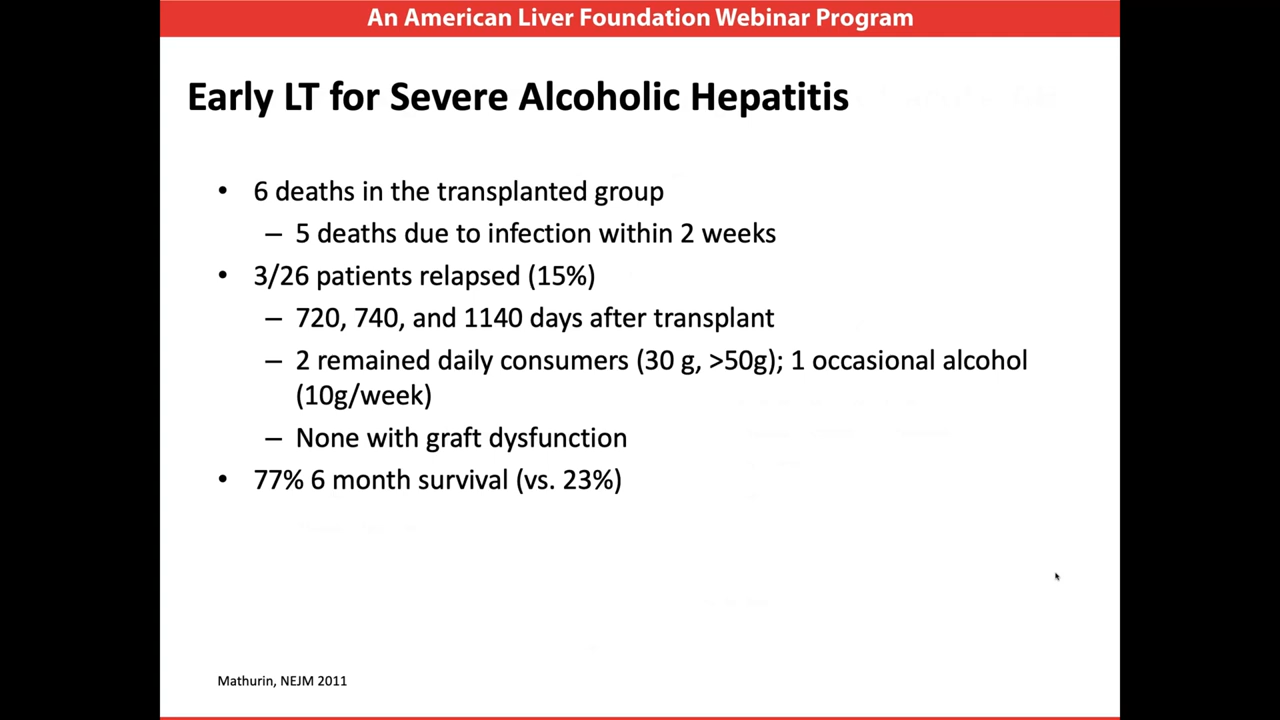 An American Liver Foundation Webinar Program
Early LT for Severe Alcoholic Hepatitis
• 6 deaths in the transplanted group
– 5 deaths due to infection within 2 weeks
• 3/26 patients relapsed (15%)
– 720, 740, and 1140 days after transplant
– 2 remained daily consumers (30 g, >50g); 1 occasional alcohol
(10g/week)
– None with graft dysfunction
• 77% 6 month survival (vs. 23%)
Mathurin, NEJM 2011